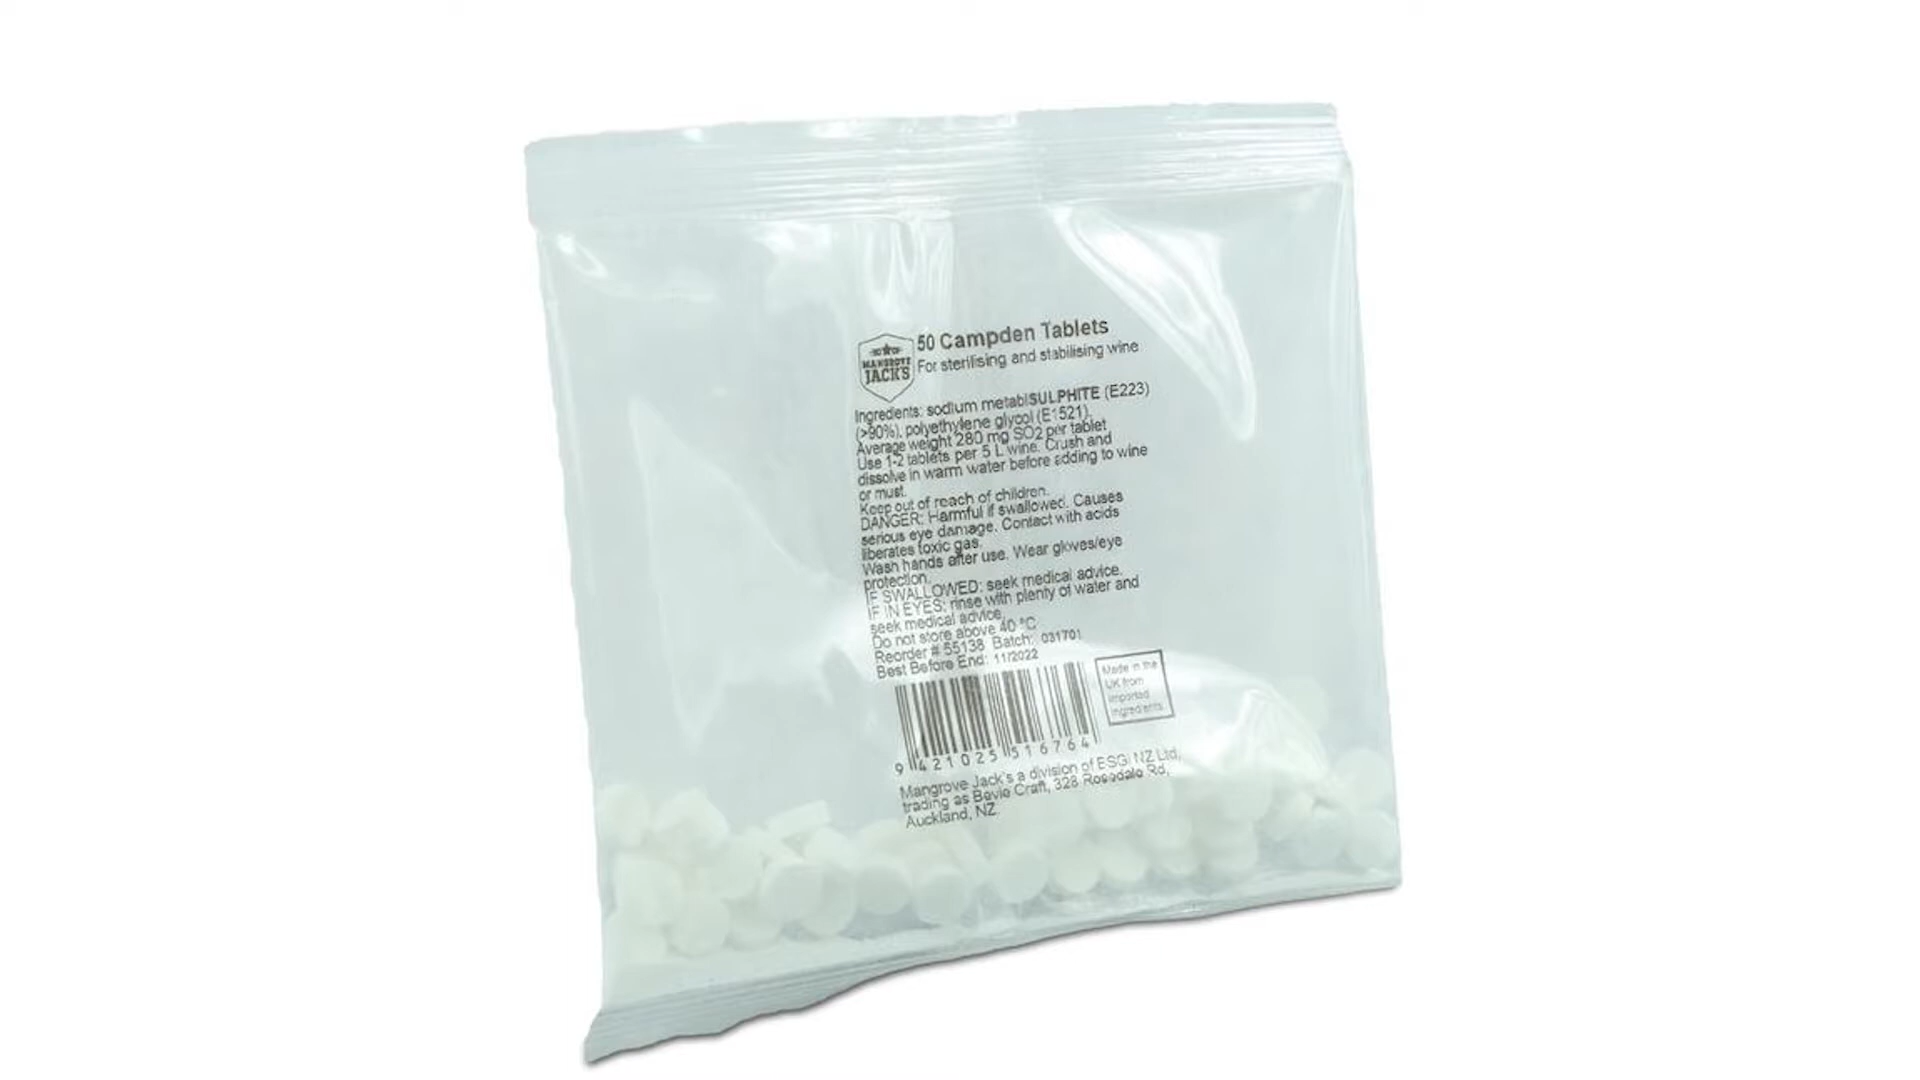 MANGROVE
JACK'S
50 Campden Tablets
For sterilising and stabilising wine
Ingredients: sodium metabiSULPHITE (E223)
(>90%), polyethylene glycol (E1521).
Average weight 280 mg SO2 per tablet
Use 1-2 tablets per 5 L wine. Crush and
dissolve in warm water before adding to wine
or must.
Keep out of reach of children.
DANGER: Harmful if swallowed. Causes
serious eye damage. Contact with acids
liberates toxic gas.
Wash hands after use. Wear gloves/eye
protection.
IF SWALLOWED: seek medical advice.
IF IN EYES: rinse with plenty of water and
seek medical advice.
Do not store above 40 °C
Reorder # 55138 Batch: 031701
Best Before End: 11/2022
Made in the
UK from
imported
ingredients
9 421025 516764
Mangrove Jack's a division of ESGI NZ Ltd,
trading as Bevie Craft, 328 Rosedale Rd,
Auckland, NZ.